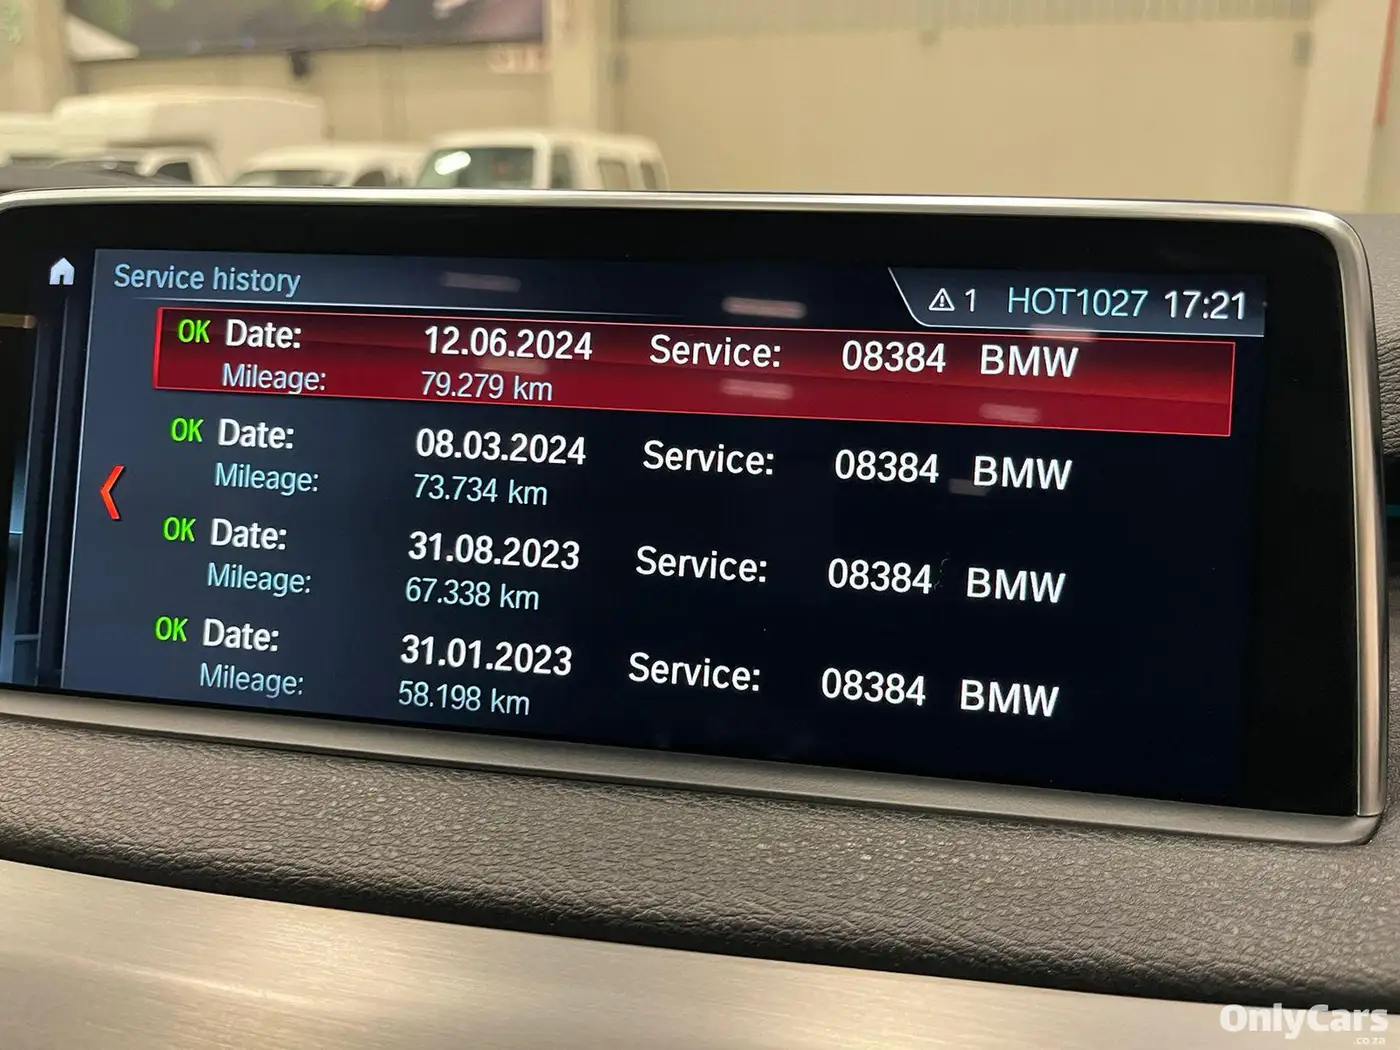 Service history
1 HOT1027 17:21
OK Date: 12.06.2024 Service: 08384 BMW
Mileage: 79.279 km
OK Date: 08.03.2024 Service: 08384 BMW
Mileage: 73.734 km
OK Date: 31.08.2023 Service: 08384 BMW
Mileage: 67.338 km
OK Date: 31.01.2023 Service: 08384 BMW
Mileage: 58.198 km
OnlyCars
.co.za